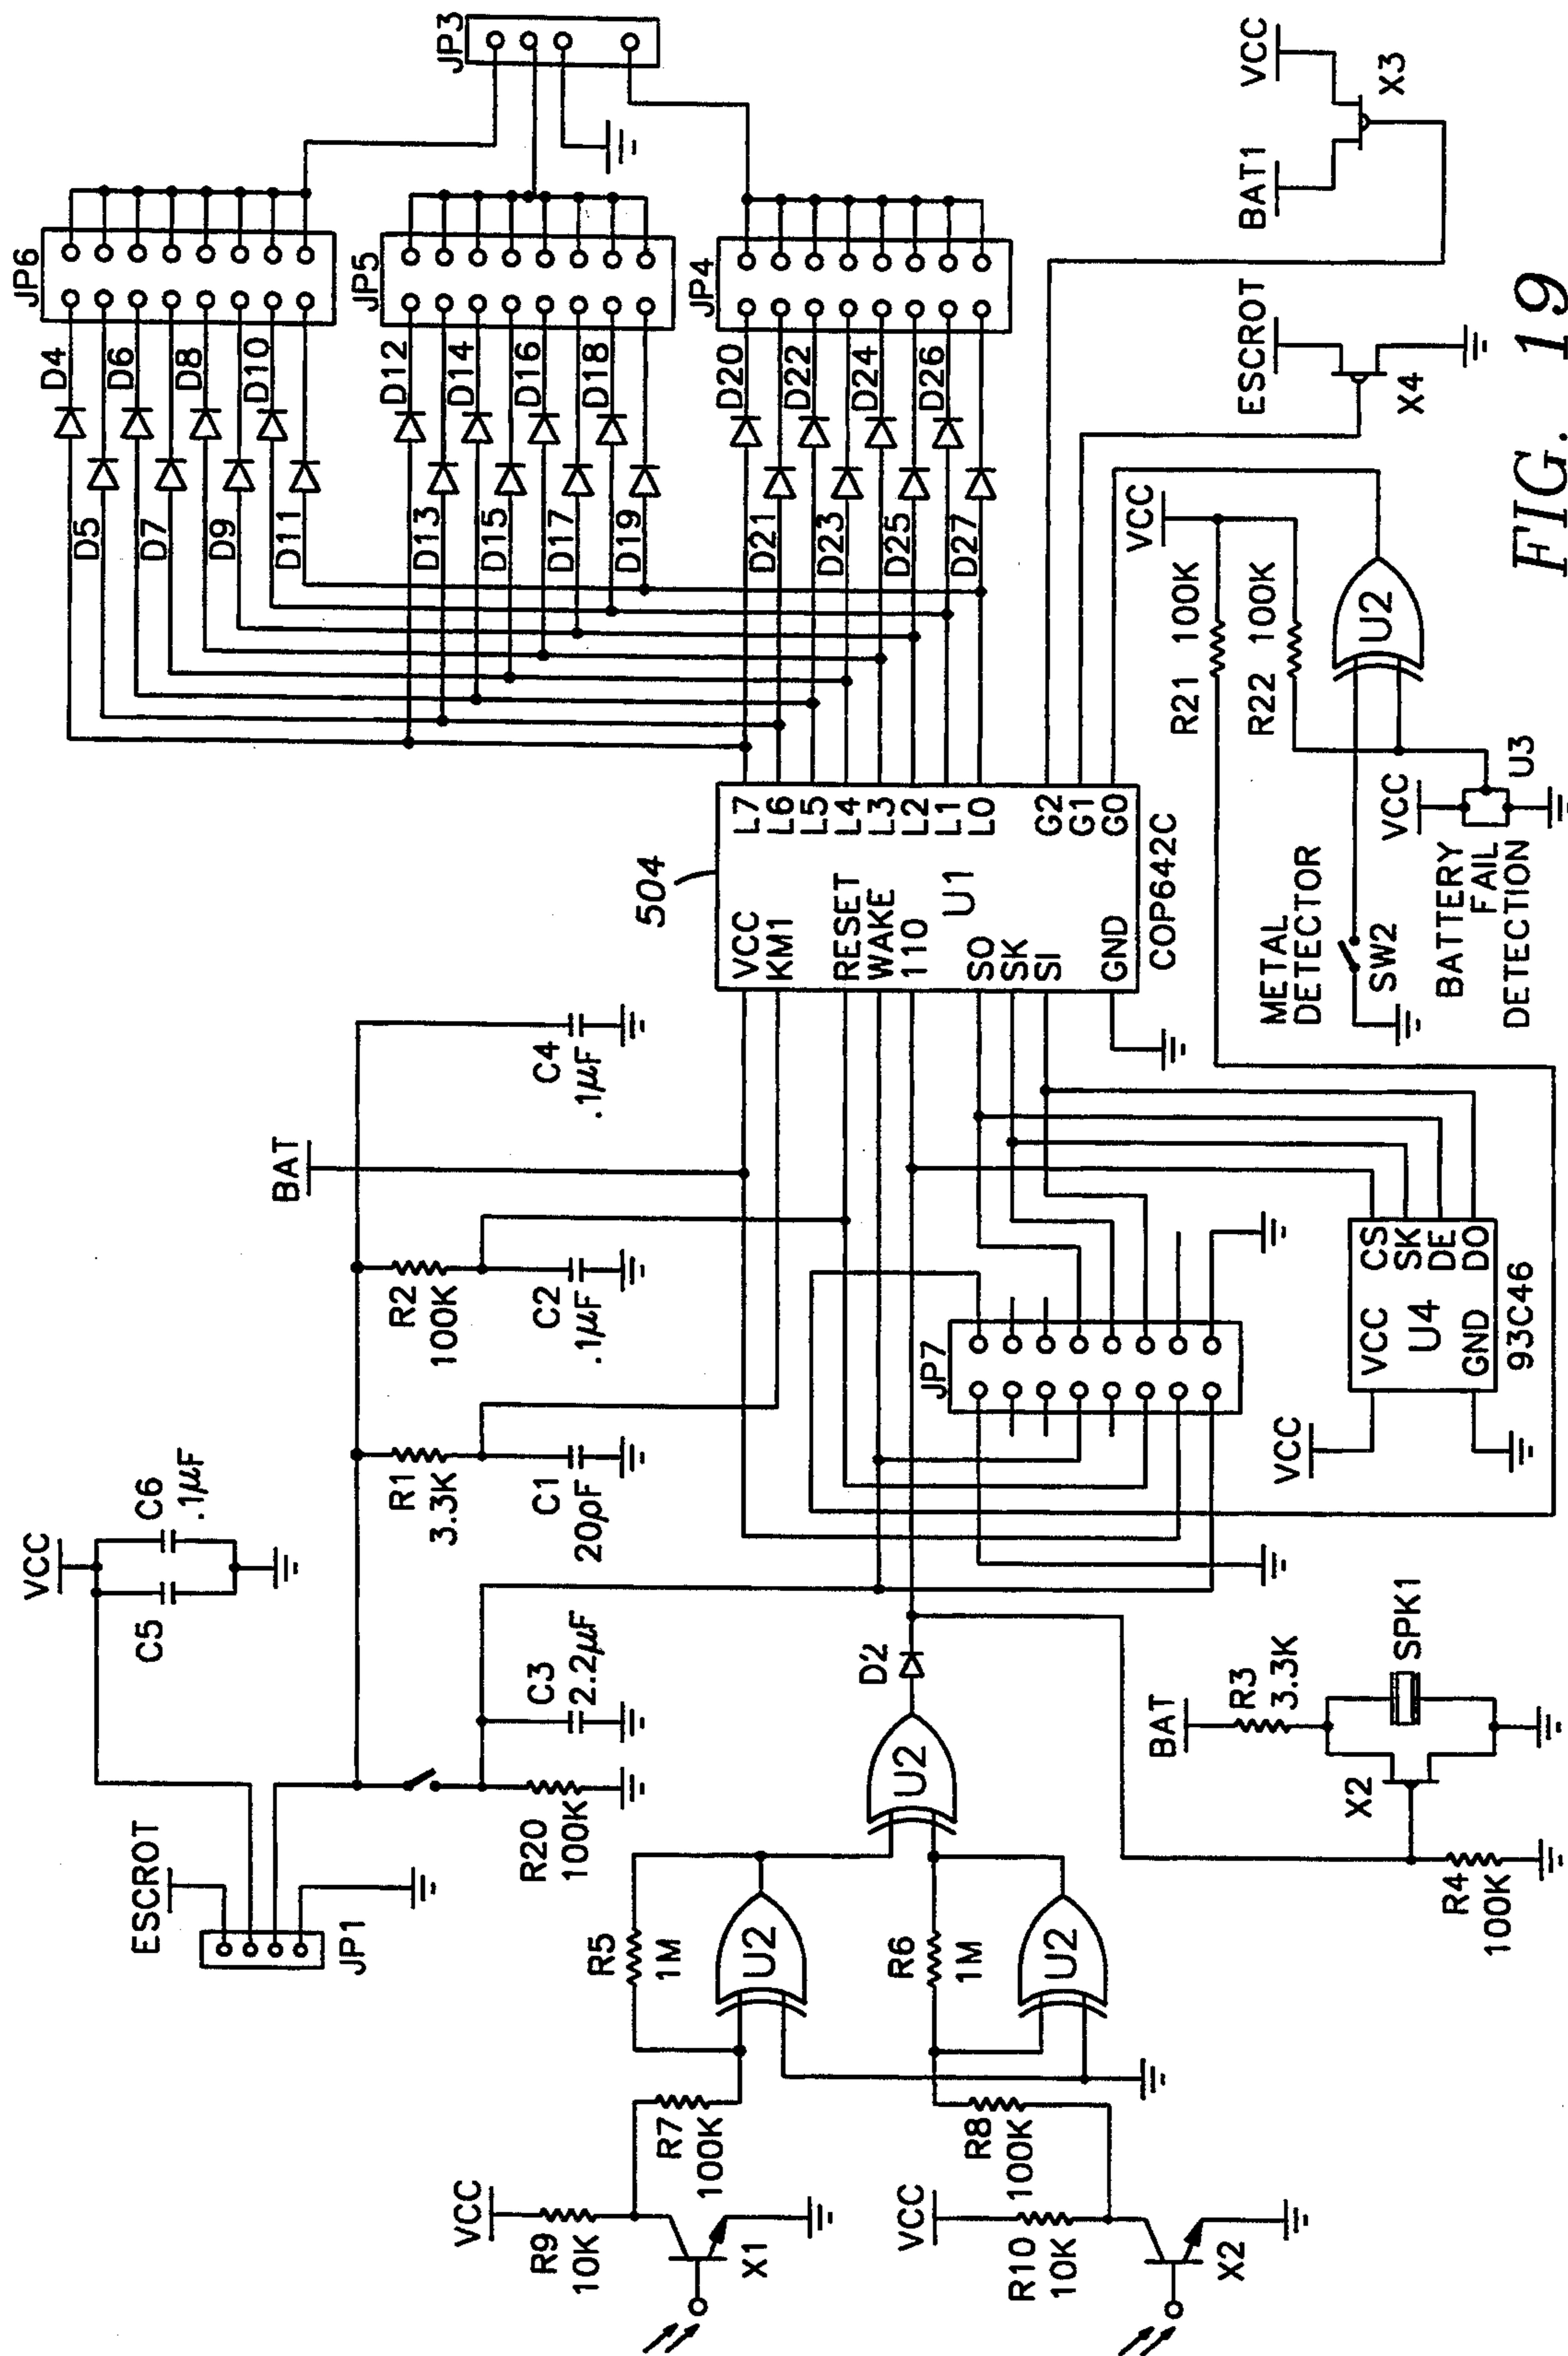 JP3
JP6
D4
D5
D6
D7
D8
D9
D10
D11
JP5
D12
D13
D14
D15
D16
D17
D18
D19
JP4
D20
D21
D22
D23
D24
D25
D26
D27
VCC
BAT1
X3
ESCROT
X4
FIG. 19
VCC
R21 100K
R22 100K
U2
504
VCC
KM1
RESET
WAKE
110
SO
SK
SI
GND
U1
L7
L6
L5
L4
L3
L2
L1
L0
G2
G1
G0
COP642C
METAL
DETECTOR
SW2
VCC
U3
BATTERY
FAIL
DETECTION
BAT
C4
.1µF
R2
100K
C2
.1µF
R1
3.3K
C1
20pF
VCC
C5
C6
.1µF
ESCROT
JP1
R20
100K
C3
2.2µF
JP7
VCC
VCC
GND
U4
CS
SK
DE
DO
93C46
D'2
U2
R5
1M
U2
R6
1M
U2
BAT
R3
3.3K
SPK1
X2
R4
100K
VCC
R9
10K
R7
100K
X1
VCC
R10
10K
R8
100K
X2